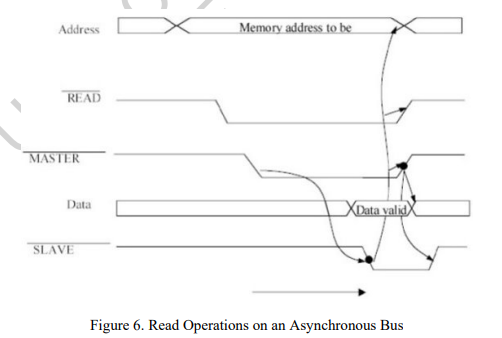 Address
Memory address to be
READ
MASTER
Data
Data valid
SLAVE
Figure 6. Read Operations on an Asynchronous Bus